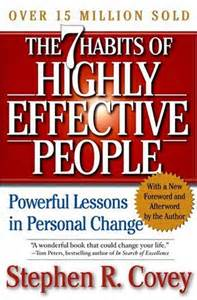 OVER 15 MILLION SOLD
THE 7 HABITS OF
HIGHLY
EFFECTIVE
PEOPLE
Powerful Lessons
in Personal Change
With a New
Foreword and
Afterword by
the Author
"A wonderful book that could change your life."
—Tom Peters, bestselling author of In Search of Excellence
Stephen R. Covey